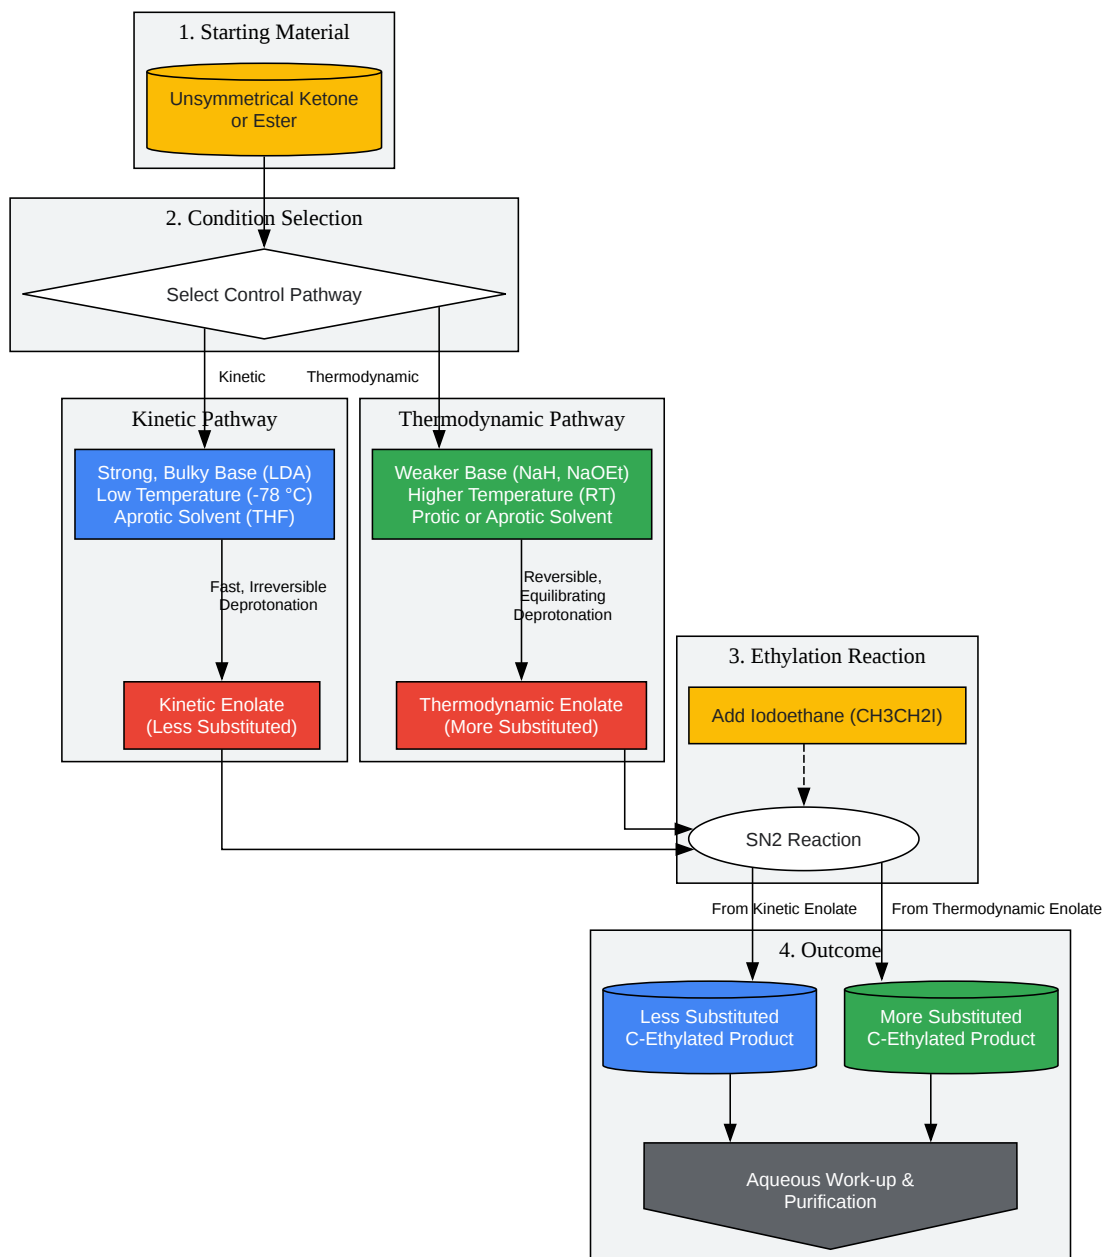 1. Starting Material
Unsymmetrical Ketone
or Ester
2. Condition Selection
Select Control Pathway
Kinetic
Thermodynamic
Kinetic Pathway
Strong, Bulky Base (LDA)
Low Temperature (-78 °C)
Aprotic Solvent (THF)
Fast, Irreversible
Deprotonation
Kinetic Enolate
(Less Substituted)
Thermodynamic Pathway
Weaker Base (NaH, NaOEt)
Higher Temperature (RT)
Protic or Aprotic Solvent
Reversible,
Equilibrating
Deprotonation
Thermodynamic Enolate
(More Substituted)
3. Ethylation Reaction
Add Iodoethane (CH3CH2I)
SN2 Reaction
From Kinetic Enolate
From Thermodynamic Enolate
4. Outcome
Less Substituted
C-Ethylated Product
More Substituted
C-Ethylated Product
Aqueous Work-up &
Purification